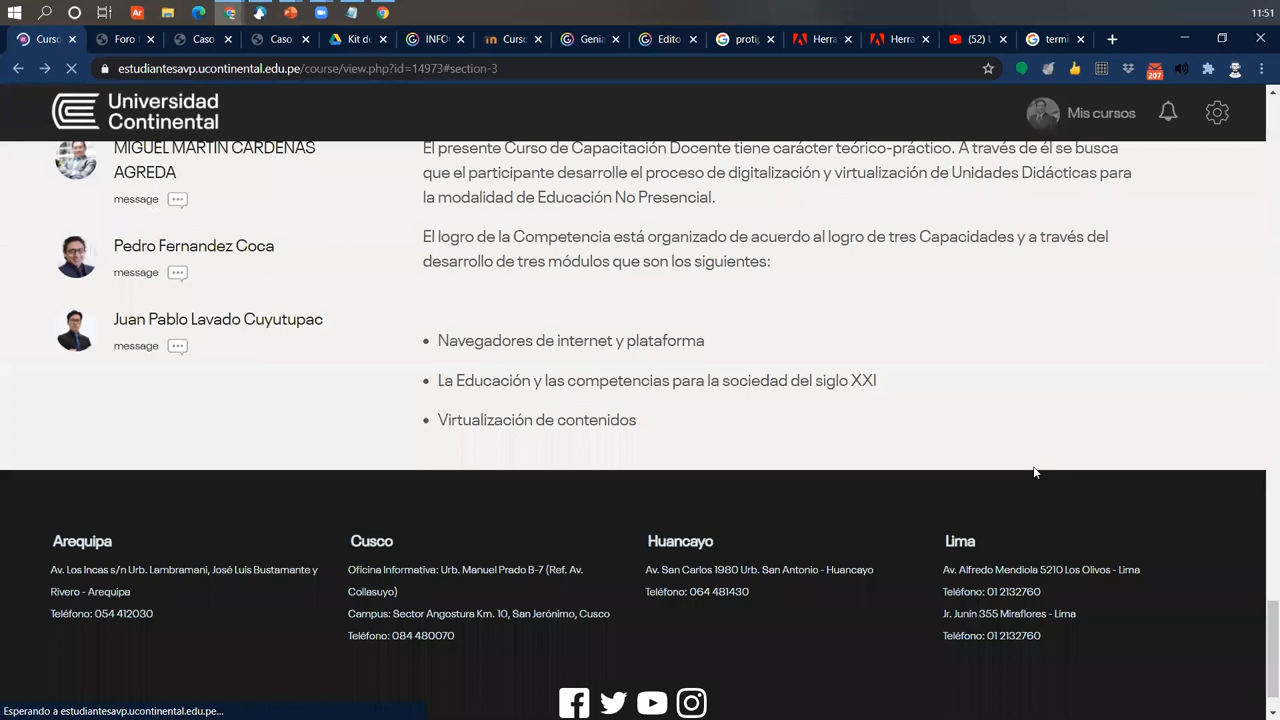 11:51
Curso
Foro
Caso
Caso
Kit de
INFO
Curso
Genia
Edito
proti
Herra
Herra
(52)
termi
estudiantesavp.ucontinental.edu.pe/course/view.php?id=14973#section-3
207
Universidad
Continental
Mis cursos
MIGUEL MARTIN CARDENAS
AGREDA
message
Pedro Fernandez Coca
message
Juan Pablo Lavado Cuyutupac
message
El presente Curso de Capacitación Docente tiene carácter teórico-práctico. A través de él se busca
que el participante desarrolle el proceso de digitalización y virtualización de Unidades Didácticas para
la modalidad de Educación No Presencial.
El logro de la Competencia está organizado de acuerdo al logro de tres Capacidades y a través del
desarrollo de tres módulos que son los siguientes:
• Navegadores de internet y plataforma
• La Educación y las competencias para la sociedad del siglo XXI
• Virtualización de contenidos
Arequipa
Av. Los Incas s/n Urb. Lambramani, José Luis Bustamante y
Rivero - Arequipa
Teléfono: 054 412030
Cusco
Oficina Informativa: Urb. Manuel Prado B-7 (Ref. Av.
Collasuyo)
Campus: Sector Angostura Km. 10, San Jerónimo, Cusco
Teléfono: 084 480070
Huancayo
Av. San Carlos 1980 Urb. San Antonio - Huancayo
Teléfono: 064 481430
Lima
Av. Alfredo Mendiola 5210 Los Olivos - Lima
Teléfono: 01 2132760
Jr. Junín 355 Miraflores - Lima
Teléfono: 01 2132760
Esperando a estudiantesavp.ucontinental.edu.pe...